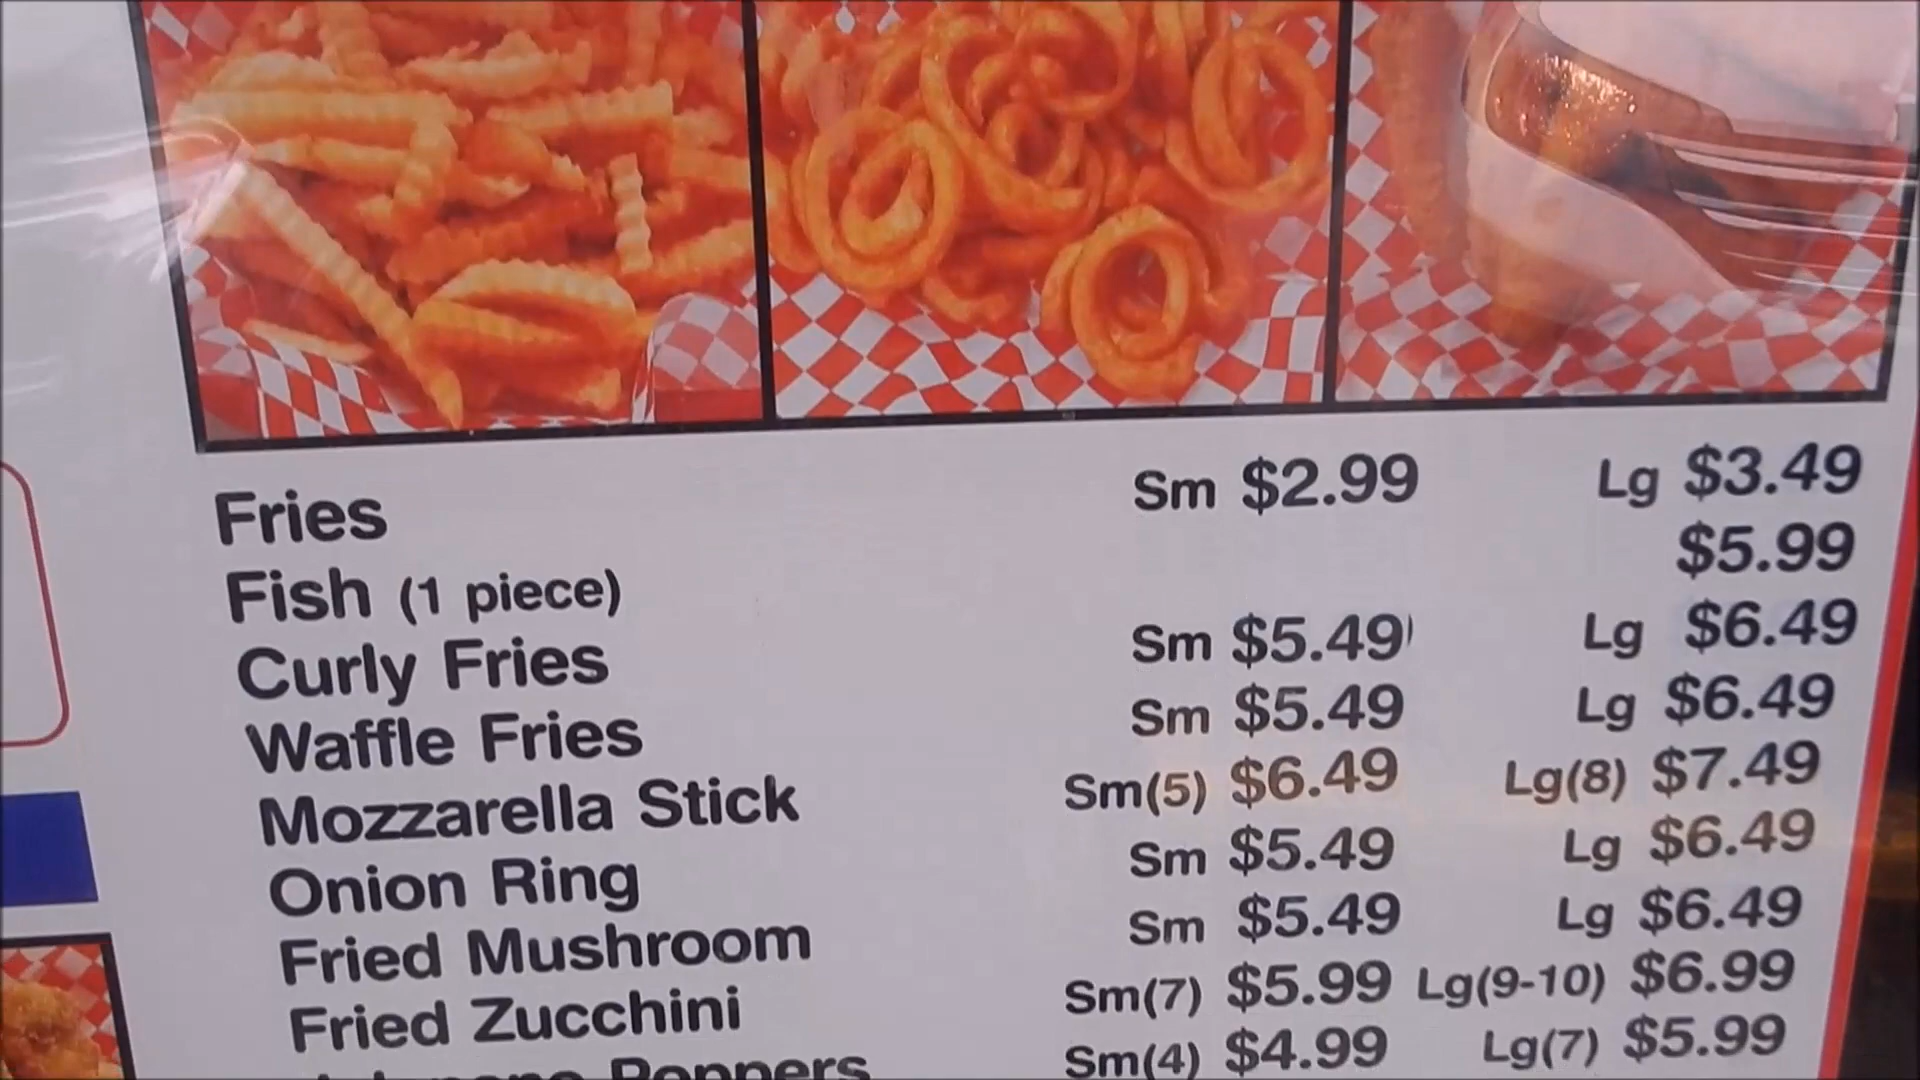 Fries Sm $2.99 Lg $3.49
Fish (1 piece) $5.99
Curly Fries Sm $5.49 Lg $6.49
Waffle Fries Sm $5.49 Lg $6.49
Mozzarella Stick Sm(5) $6.49 Lg(8) $7.49
Onion Ring Sm $5.49 Lg $6.49
Fried Mushroom Sm $5.49 Lg $6.49
Fried Zucchini Sm(7) $5.99 Lg(9-10) $6.99
Poppers Sm(4) $4.99 Lg(7) $5.99